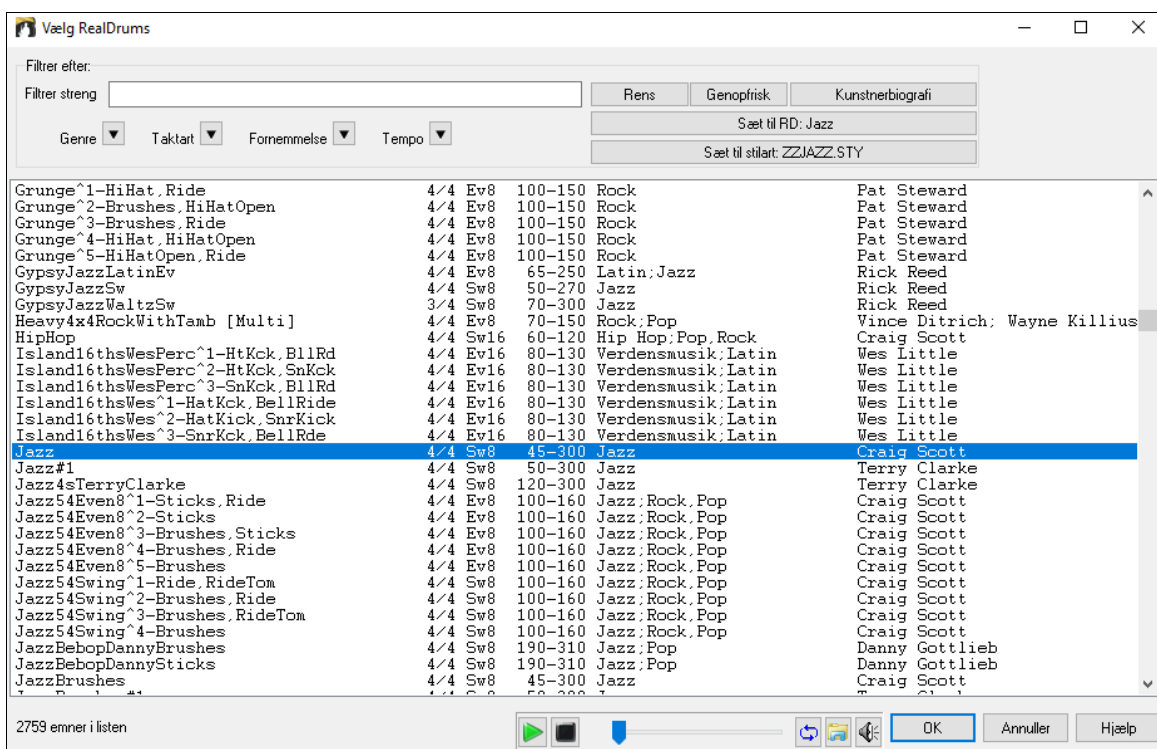 Vælg RealDrums
Filtrer efter:
Filtrer streng
Rens Genopfrisk Kunstnerbiografi
Sæt til RD: Jazz
Genre Taktart Fornemmelse Tempo
Sæt til stilart: ZZJAZZ.STY
Grunge^1-HiHat,Ride 4/4 Ev8 100-150 Rock Pat Steward
Grunge^2-Brushes,HiHatOpen 4/4 Ev8 100-150 Rock Pat Steward
Grunge^3-Brushes,Ride 4/4 Ev8 100-150 Rock Pat Steward
Grunge^4-HiHat,HiHatOpen 4/4 Ev8 100-150 Rock Pat Steward
Grunge^5-HiHatOpen,Ride 4/4 Ev8 100-150 Rock Pat Steward
GypsyJazzLatinEv 4/4 Ev8 65-250 Latin;Jazz Rick Reed
GypsyJazzSw 4/4 Sw8 50-270 Jazz Rick Reed
GypsyJazzWaltzSw 3/4 Sw8 70-300 Jazz Rick Reed
Heavy4x4RockWithTamb [Multi] 4/4 Ev8 70-150 Rock;Pop Vince Ditrich; Wayne Killius
HipHop 4/4 Sw16 60-120 Hip Hop;Pop,Rock Craig Scott
Island16thsWesPerc^1-HtKck,BllRd 4/4 Ev16 80-130 Verdensmusik;Latin Wes Little
Island16thsWesPerc^2-HtKck,SnKck 4/4 Ev16 80-130 Verdensmusik;Latin Wes Little
Island16thsWesPerc^3-SnKck,BllRd 4/4 Ev16 80-130 Verdensmusik;Latin Wes Little
Island16thsWes^1-HatKck,BellRide 4/4 Ev16 80-130 Verdensmusik;Latin Wes Little
Island16thsWes^2-HatKick,SnrKick 4/4 Ev16 80-130 Verdensmusik;Latin Wes Little
Island16thsWes^3-SnrKck,BellRde 4/4 Ev16 80-130 Verdensmusik;Latin Wes Little
Jazz 4/4 Sw8 45-300 Jazz Craig Scott
Jazz#1 4/4 Sw8 50-300 Jazz Terry Clarke
Jazz4sTerryClarke 4/4 Sw8 120-300 Jazz Terry Clarke
Jazz54Even8^1-Sticks,Ride 4/4 Ev8 100-160 Jazz;Rock,Pop Craig Scott
Jazz54Even8^2-Sticks 4/4 Ev8 100-160 Jazz;Rock,Pop Craig Scott
Jazz54Even8^3-Brushes,Sticks 4/4 Ev8 100-160 Jazz;Rock,Pop Craig Scott
Jazz54Even8^4-Brushes,Ride 4/4 Ev8 100-160 Jazz;Rock,Pop Craig Scott
Jazz54Even8^5-Brushes 4/4 Ev8 100-160 Jazz;Rock,Pop Craig Scott
Jazz54Swing^1-Ride,RideTom 4/4 Sw8 100-160 Jazz;Rock,Pop Craig Scott
Jazz54Swing^2-Brushes,Ride 4/4 Sw8 100-160 Jazz;Rock,Pop Craig Scott
Jazz54Swing^3-Brushes,RideTom 4/4 Sw8 100-160 Jazz;Rock,Pop Craig Scott
Jazz54Swing^4-Brushes 4/4 Sw8 100-160 Jazz;Rock,Pop Craig Scott
JazzBebopDannyBrushes 4/4 Sw8 190-310 Jazz;Pop Danny Gottlieb
JazzBebopDannySticks 4/4 Sw8 190-310 Jazz;Pop Danny Gottlieb
JazzBrushes 4/4 Sw8 45-300 Jazz Craig Scott
2759 emner i listen
OK Annuller Hjælp